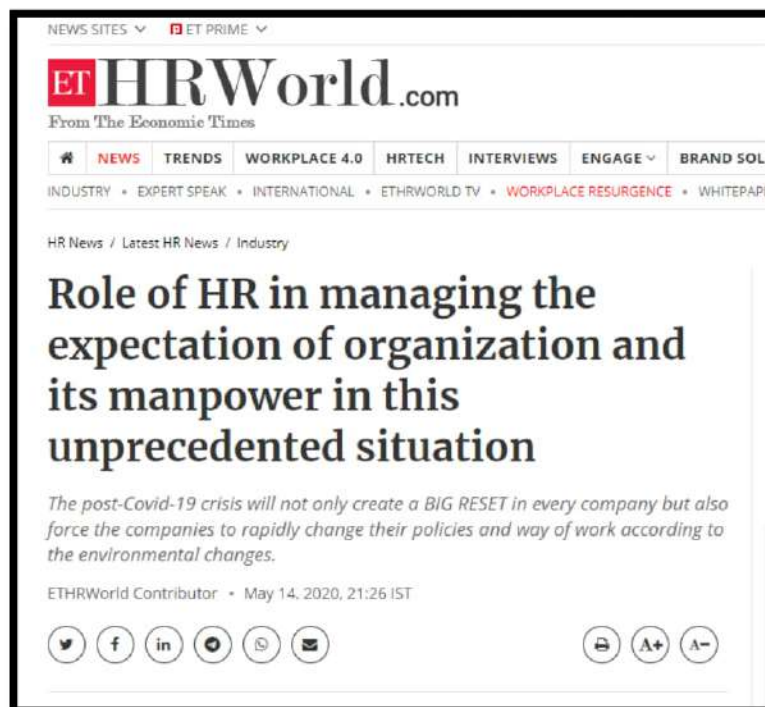 NEWS SITES ET PRIME
ET HRWorld.com
From The Economic Times
NEWS TRENDS WORKPLACE 4.0 HRTECH INTERVIEWS ENGAGE BRAND SOL
INDUSTRY • EXPERT SPEAK • INTERNATIONAL • ETHRWORLD TV • WORKPLACE RESURGENCE • WHITEPAP
HR News / Latest HR News / Industry
Role of HR in managing the
expectation of organization and
its manpower in this
unprecedented situation
The post-Covid-19 crisis will not only create a BIG RESET in every company but also
force the companies to rapidly change their policies and way of work according to
the environmental changes.
ETHRWorld Contributor • May 14, 2020, 21:26 IST
f in A+ A-